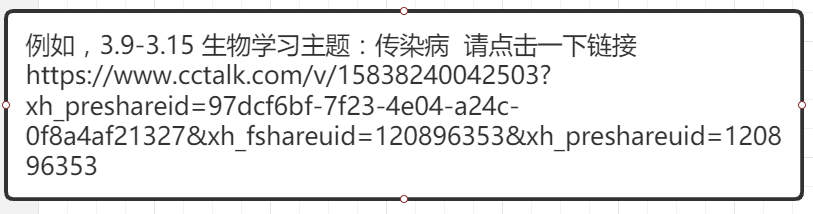 例如，3.9-3.15 生物学习主题：传染病  请点击一下链接
https://www.cctalk.com/v/15838240042503?
xh_preshareid=97dcf6bf-7f23-4e04-a24c-
0f8a4af21327&xh_fshareuid=120896353&xh_preshareuid=1208
96353